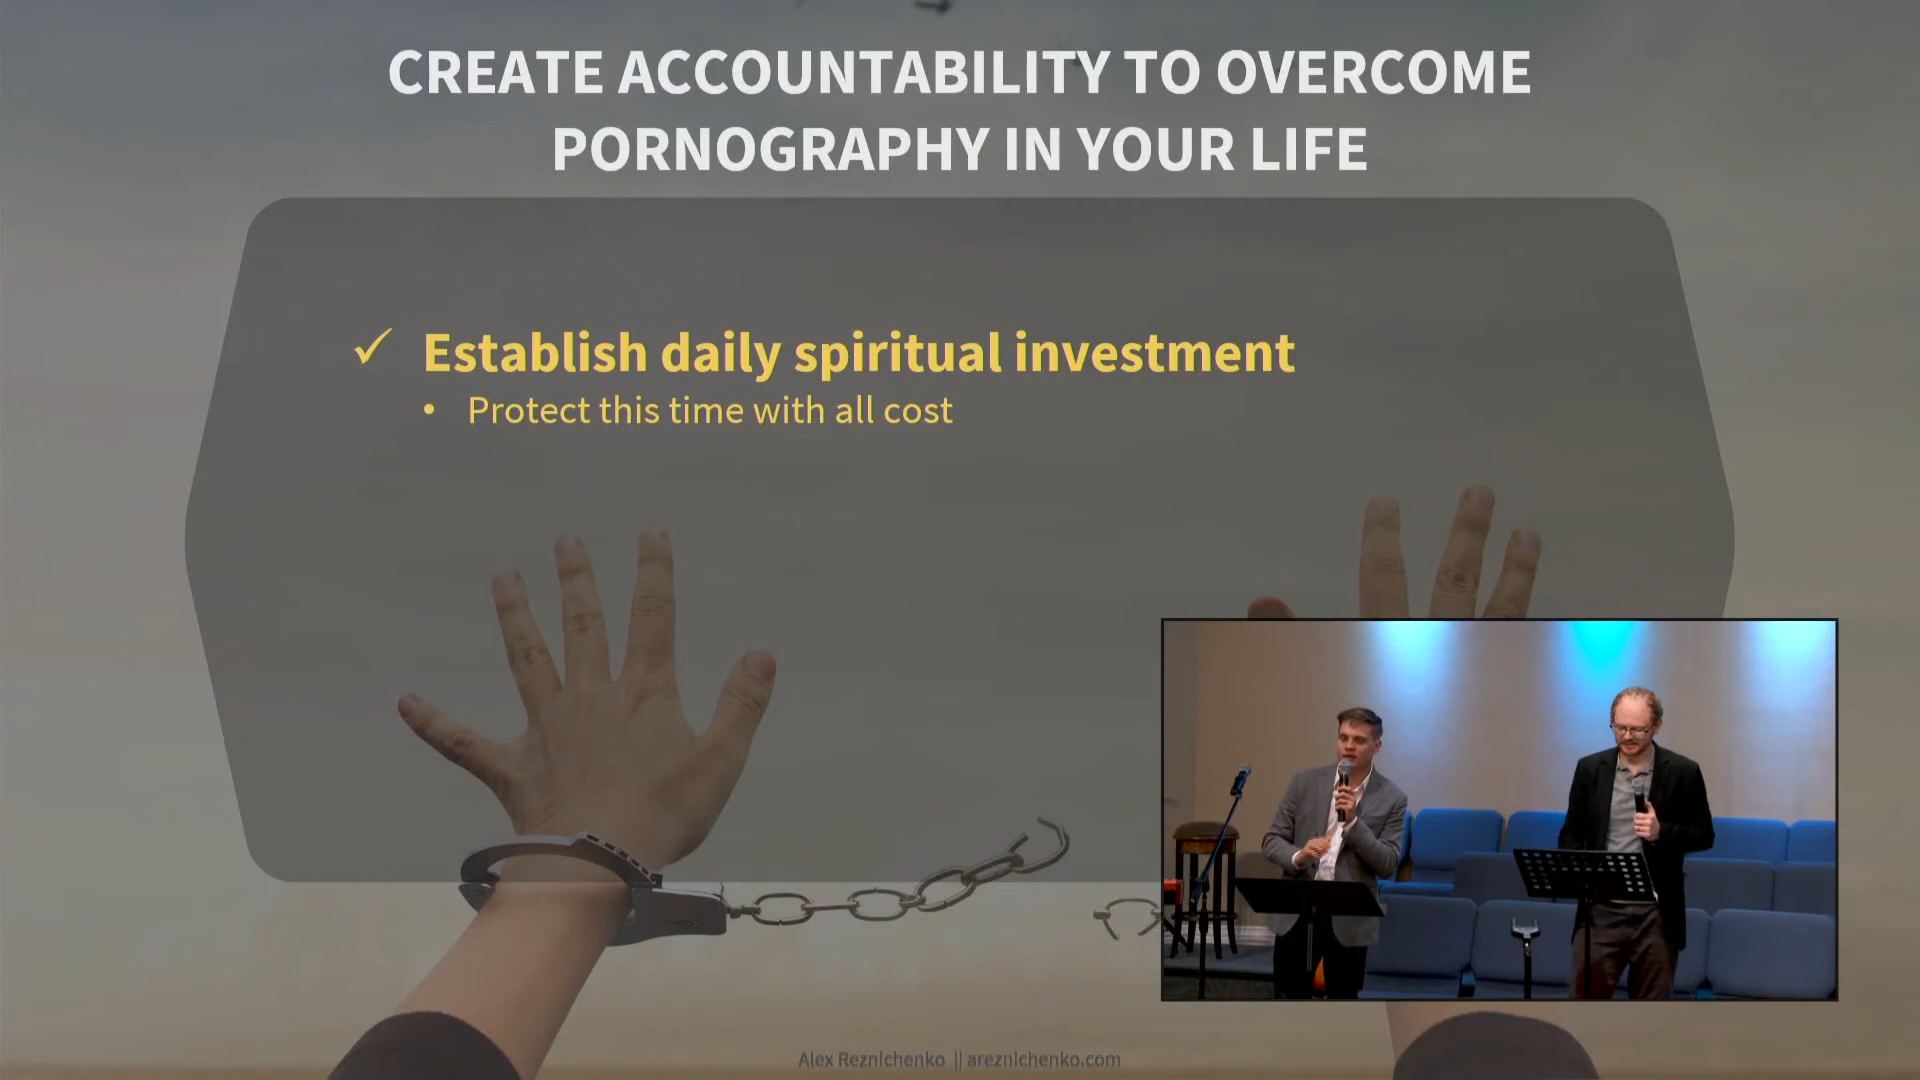 CREATE ACCOUNTABILITY TO OVERCOME
PORNOGRAPHY IN YOUR LIFE
✓ Establish daily spiritual investment
• Protect this time with all cost
Alex Reznichenko || areznichenko.com